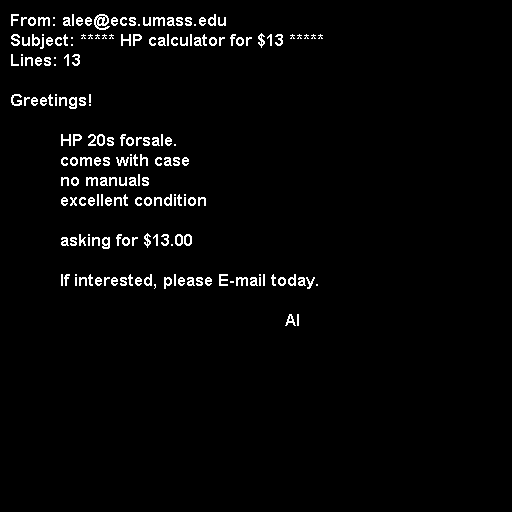 From: alee@ecs.umass.edu
Subject: ***** HP calculator for $13 *****
Lines: 13
Greetings!
HP 20s forsale.
comes with case
no manuals
excellent condition
asking for $13.00
If interested, please E-mail today.
Al